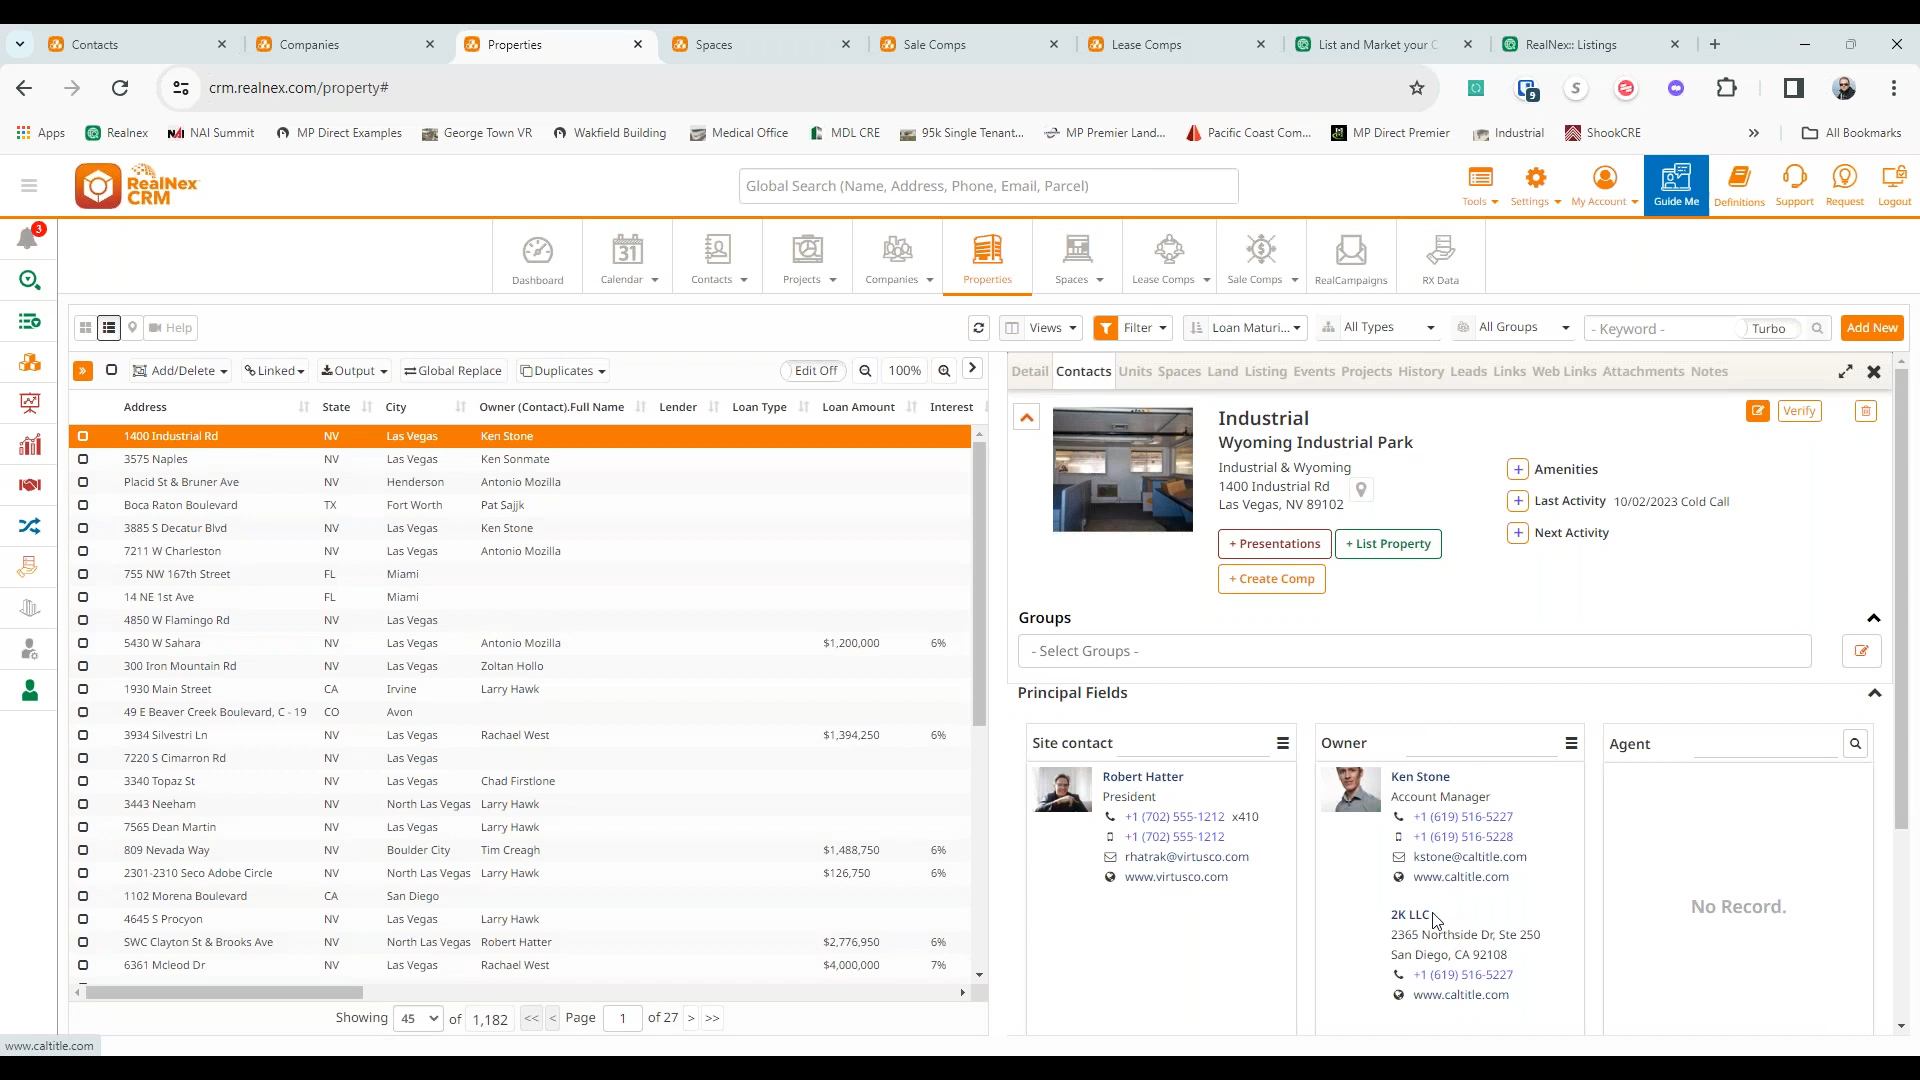 Contacts
Companies
Properties
Spaces
Sale Comps
Lease Comps
List and Market your C
RealNex:: Listings
crm.realnex.com/property#
9
S
Apps
Realnex
NAI Summit
MP Direct Examples
George Town VR
Wakfield Building
Medical Office
MDL CRE
95k Single Tenant...
MP Premier Land...
Pacific Coast Com...
MP Direct Premier
Industrial
ShookCRE
All Bookmarks
RealNex
CRM
Global Search (Name, Address, Phone, Email, Parcel)
Tools
Settings
My Account
Guide Me
Definitions
Support
Request
Logout
3
Dashboard
31
Calendar
Contacts
Projects
Companies
Properties
Spaces
Lease Comps
Sale Comps
RealCampaigns
RX Data
Help
Views
Filter
Loan Maturi...
All Types
All Groups
- Keyword -
Turbo
Add New
Add/Delete
Linked
Output
Global Replace
Duplicates
Edit Off
100%
Address State City Owner (Contact).Full Name Lender Loan Type Loan Amount Interest
1400 Industrial Rd NV Las Vegas Ken Stone
3575 Naples NV Las Vegas Ken Sonmate
Placid St & Bruner Ave NV Henderson Antonio Mozilla
Boca Raton Boulevard TX Fort Worth Pat Sajjk
3885 S Decatur Blvd NV Las Vegas Ken Stone
7211 W Charleston NV Las Vegas Antonio Mozilla
755 NW 167th Street FL Miami
14 NE 1st Ave FL Miami
4850 W Flamingo Rd NV Las Vegas
5430 W Sahara NV Las Vegas Antonio Mozilla $1,200,000 6%
300 Iron Mountain Rd NV Las Vegas Zoltan Hollo
1930 Main Street CA Irvine Larry Hawk
49 E Beaver Creek Boulevard, C - 19 CO Avon
3934 Silvestri Ln NV Las Vegas Rachael West $1,394,250 6%
7220 S Cimarron Rd NV Las Vegas
3340 Topaz St NV Las Vegas Chad Firstlone
3443 Neeham NV North Las Vegas Larry Hawk
7565 Dean Martin NV Las Vegas Larry Hawk
809 Nevada Way NV Boulder City Tim Creagh $1,488,750 6%
2301-2310 Seco Adobe Circle NV North Las Vegas Larry Hawk $126,750 6%
1102 Morena Boulevard CA San Diego
4645 S Procyon NV Las Vegas Larry Hawk
SWC Clayton St & Brooks Ave NV North Las Vegas Robert Hatter $2,776,950 6%
6361 Mcleod Dr NV Las Vegas Rachael West $4,000,000 7%
Showing 45 of 1,182 << < Page 1 of 27 > >>
www.caltitle.com
Detail Contacts Units Spaces Land Listing Events Projects History Leads Links Web Links Attachments Notes
Verify
Industrial
Wyoming Industrial Park
Industrial & Wyoming
1400 Industrial Rd
Las Vegas, NV 89102
+ Presentations
+ List Property
+ Create Comp
+ Amenities
+ Last Activity 10/02/2023 Cold Call
+ Next Activity
Groups
- Select Groups -
Principal Fields
Site contact
Robert Hatter
President
+1 (702) 555-1212 x410
+1 (702) 555-1212
rhatrak@virtusco.com
www.virtusco.com
Owner
Ken Stone
Account Manager
+1 (619) 516-5227
+1 (619) 516-5228
kstone@caltitle.com
www.caltitle.com
2K LLC
2365 Northside Dr, Ste 250
San Diego, CA 92108
+1 (619) 516-5227
www.caltitle.com
Agent
No Record.